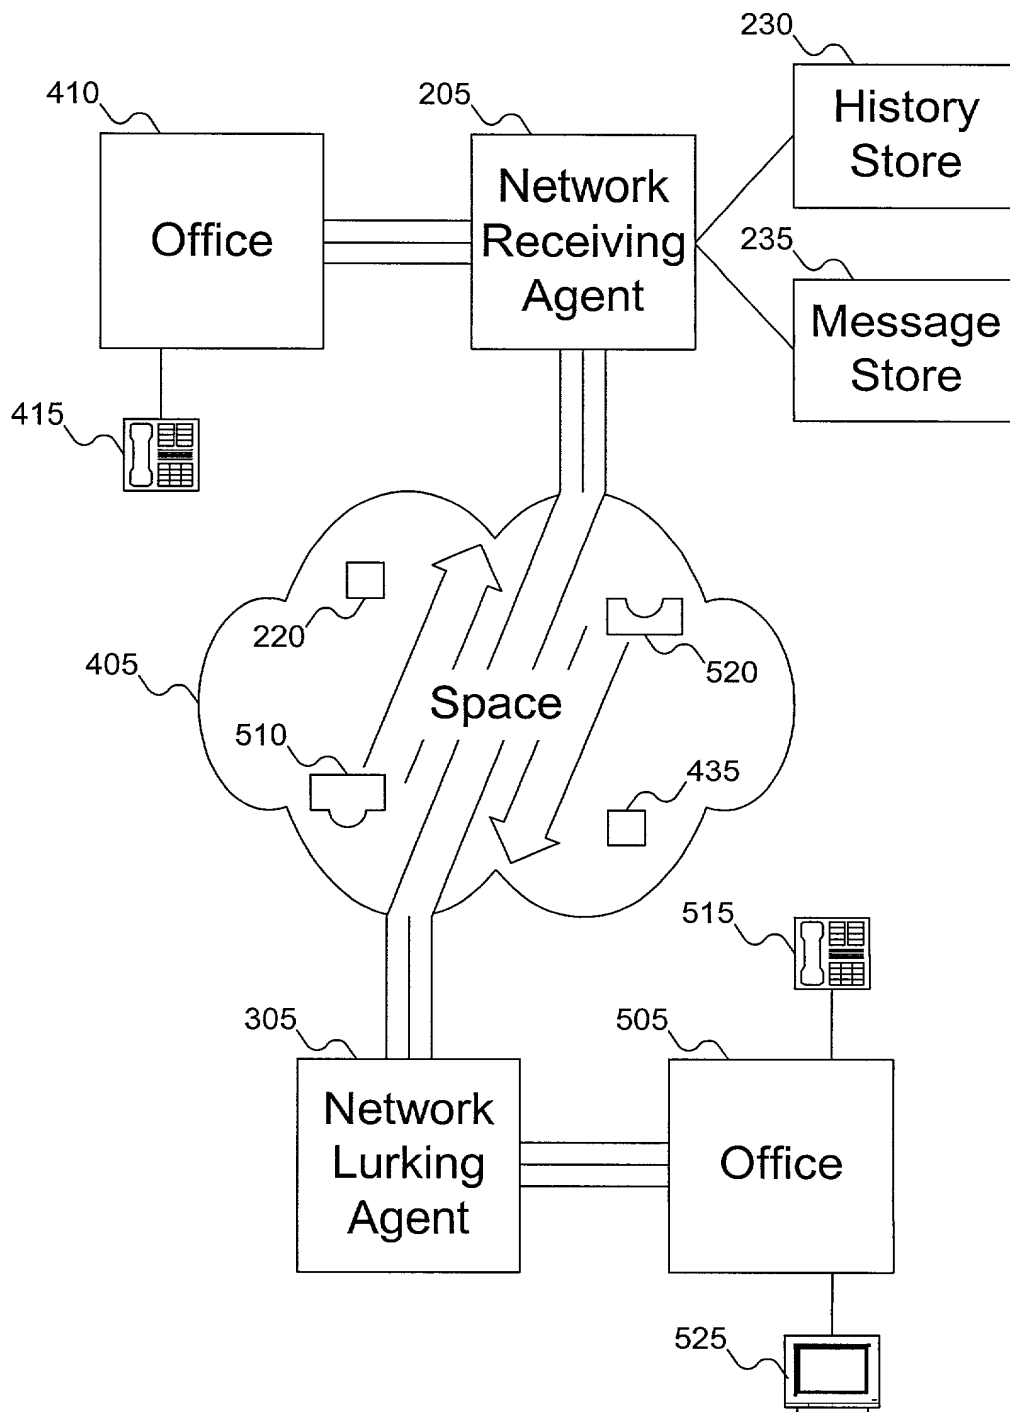 230
410
205
History
Store
Network
Receiving
Agent
Office
235
Message
Store
415
220
520
405
Space
510
435
515
305
505
Network
Lurking
Agent
Office
525